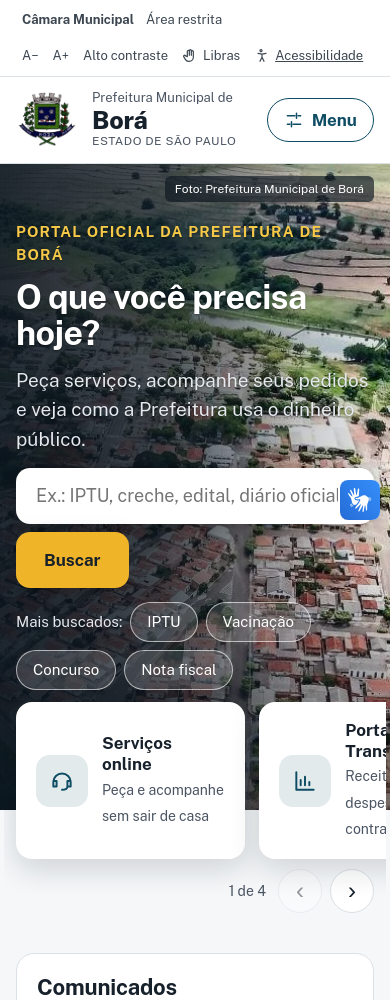 Câmara Municipal Área restrita
A− A+ Alto contraste Libras Acessibilidade
Prefeitura Municipal de
Borá
ESTADO DE SÃO PAULO
Menu
Foto: Prefeitura Municipal de Borá
PORTAL OFICIAL DA PREFEITURA DE
BORÁ
O que você precisa
hoje?
Peça serviços, acompanhe seus pedidos
e veja como a Prefeitura usa o dinheiro
público.
Ex.: IPTU, creche, edital, diário oficial
Buscar
Mais buscados: IPTU Vacinação
Concurso Nota fiscal
Serviços
online
Peça e acompanhe
sem sair de casa
Porta
Trans
Receit
despe
contra
1 de 4 ‹ ›
Comunicados